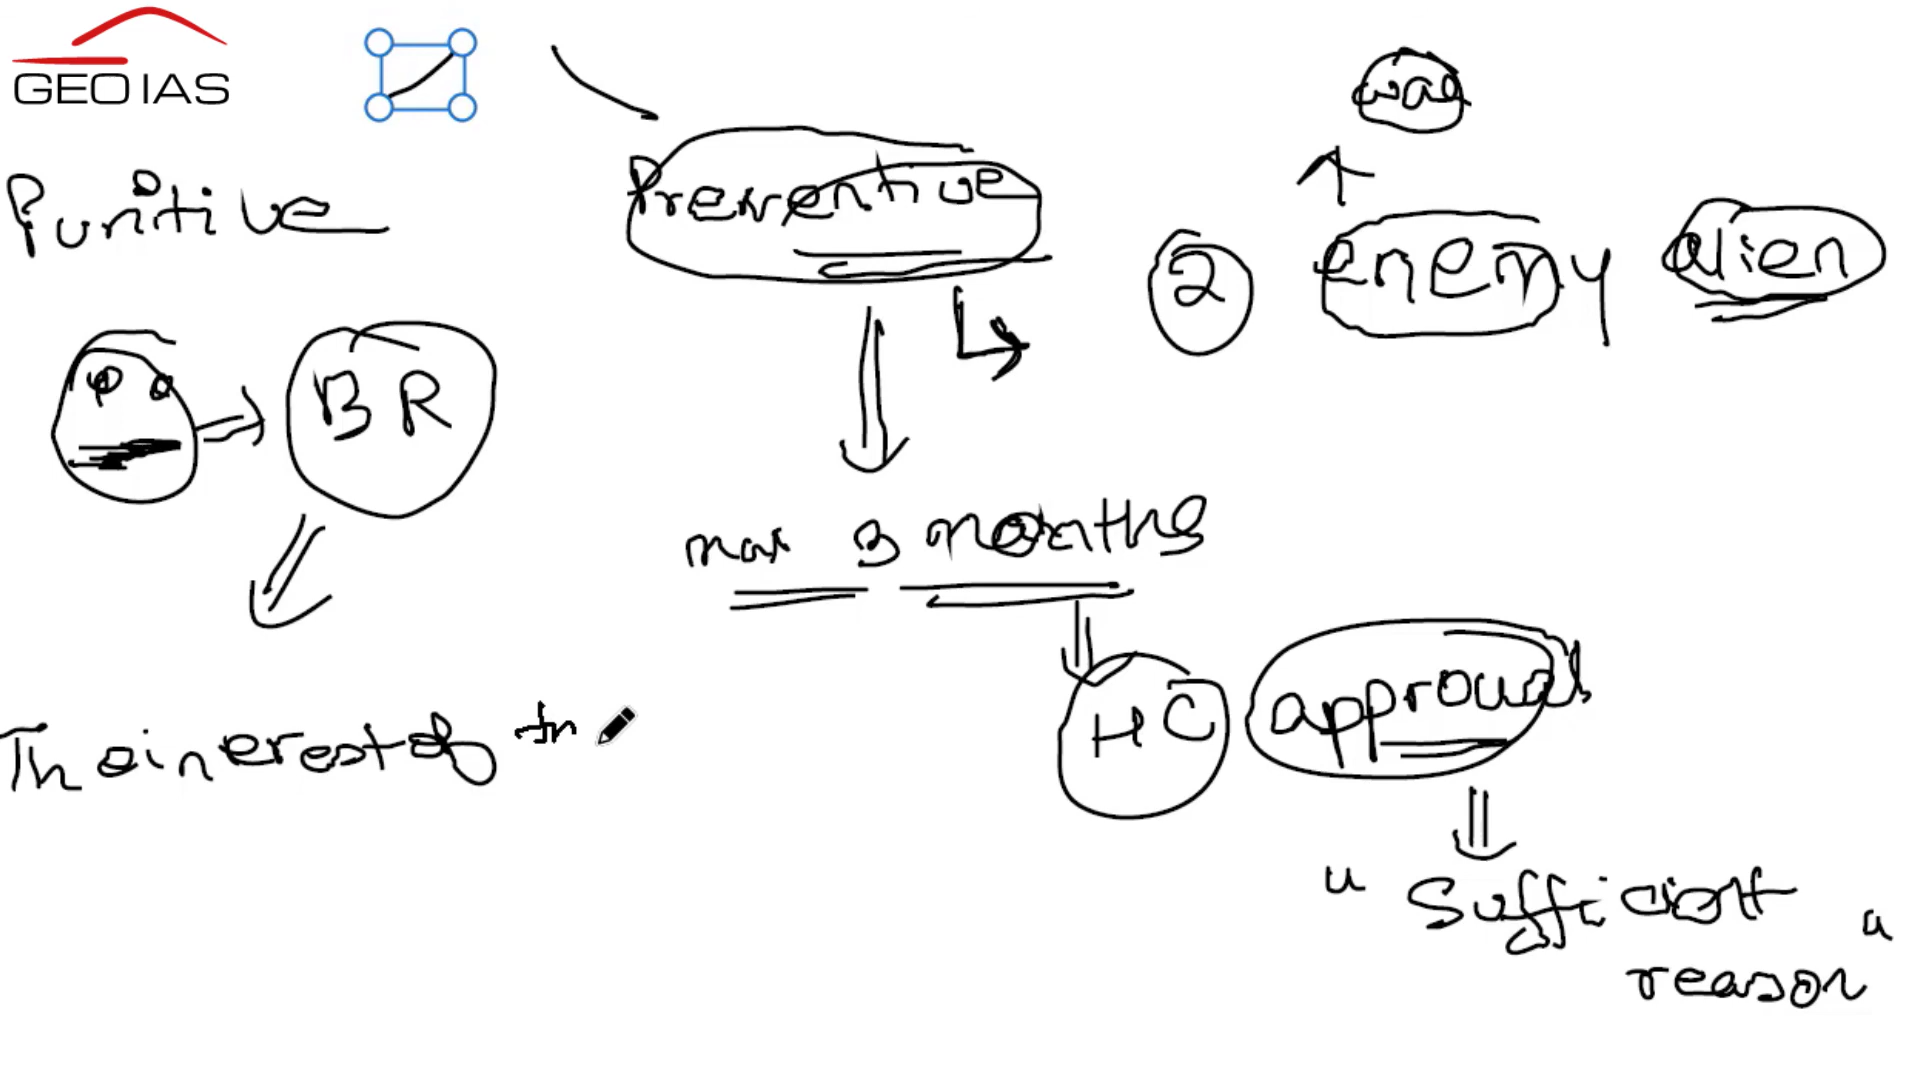 GEO IAS
war
Punitive
Preventive
2 enemy alien
BR
max 3 months
HC approval
The interest of
"Sufficient"
reason